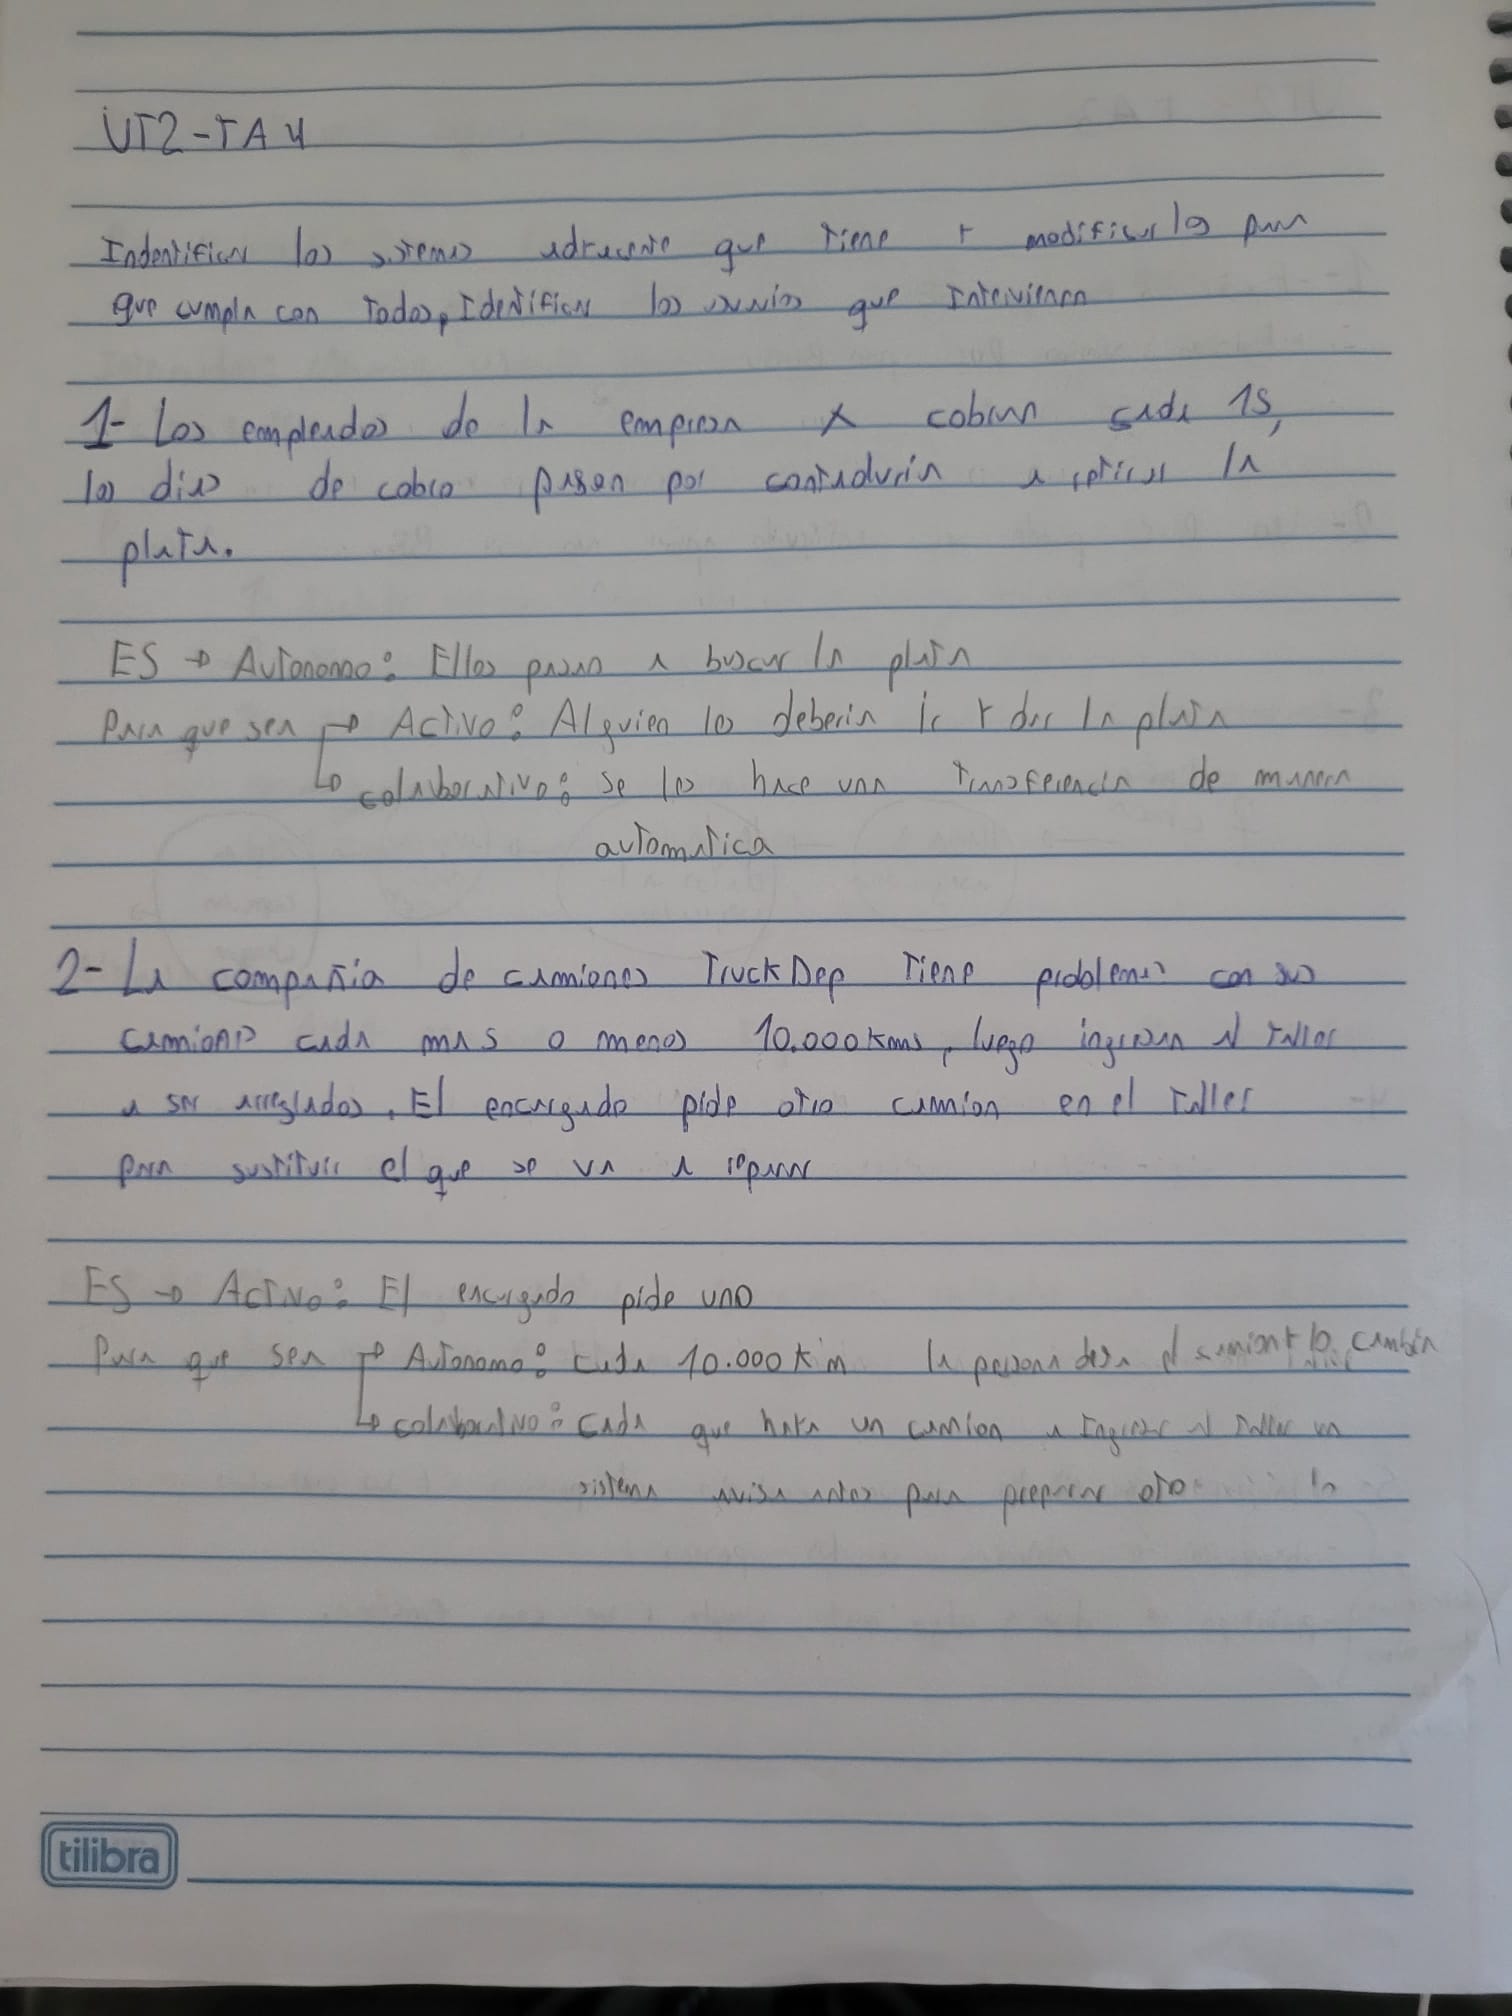 UT2-TA4
Indentificar los sistemas adyacente que tiene y modificarlos para
que cumpla con todos, Identificar los que intervienen
1- Los empleados de la empresa X cobran cada 15,
los dias de cobro pasan por contaduria a retirar la
plata.
ES → Autonomo: Ellos pasan a buscar la plata
Para que sea → Activo: Alguien les deberia ir y dar la plata
↳ colaborativo: se les hace una transferencia de manera
automatica
2- La compañia de camiones TruckDep tiene problemas con sus
camiones cada mas o menos 10.000 kms, luego ingresan al taller
a ser arreglados. El encargado pide otro camion en el taller
para sustituir el que se va a reparar
ES → Activo: El encargado pide uno
Para que sea → Autonomo: cada 10.000 km la persona deja el camion y lo cambia
↳ colaborativo: cada que haya un camion a ingresar al taller un
sistema avisa antes para preparar otro
tilibra